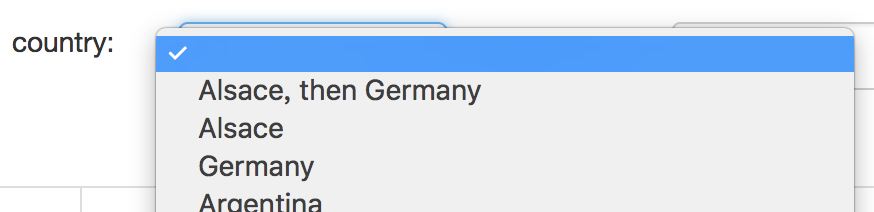 country:
Alsace, then Germany
Alsace
Germany
Argentina